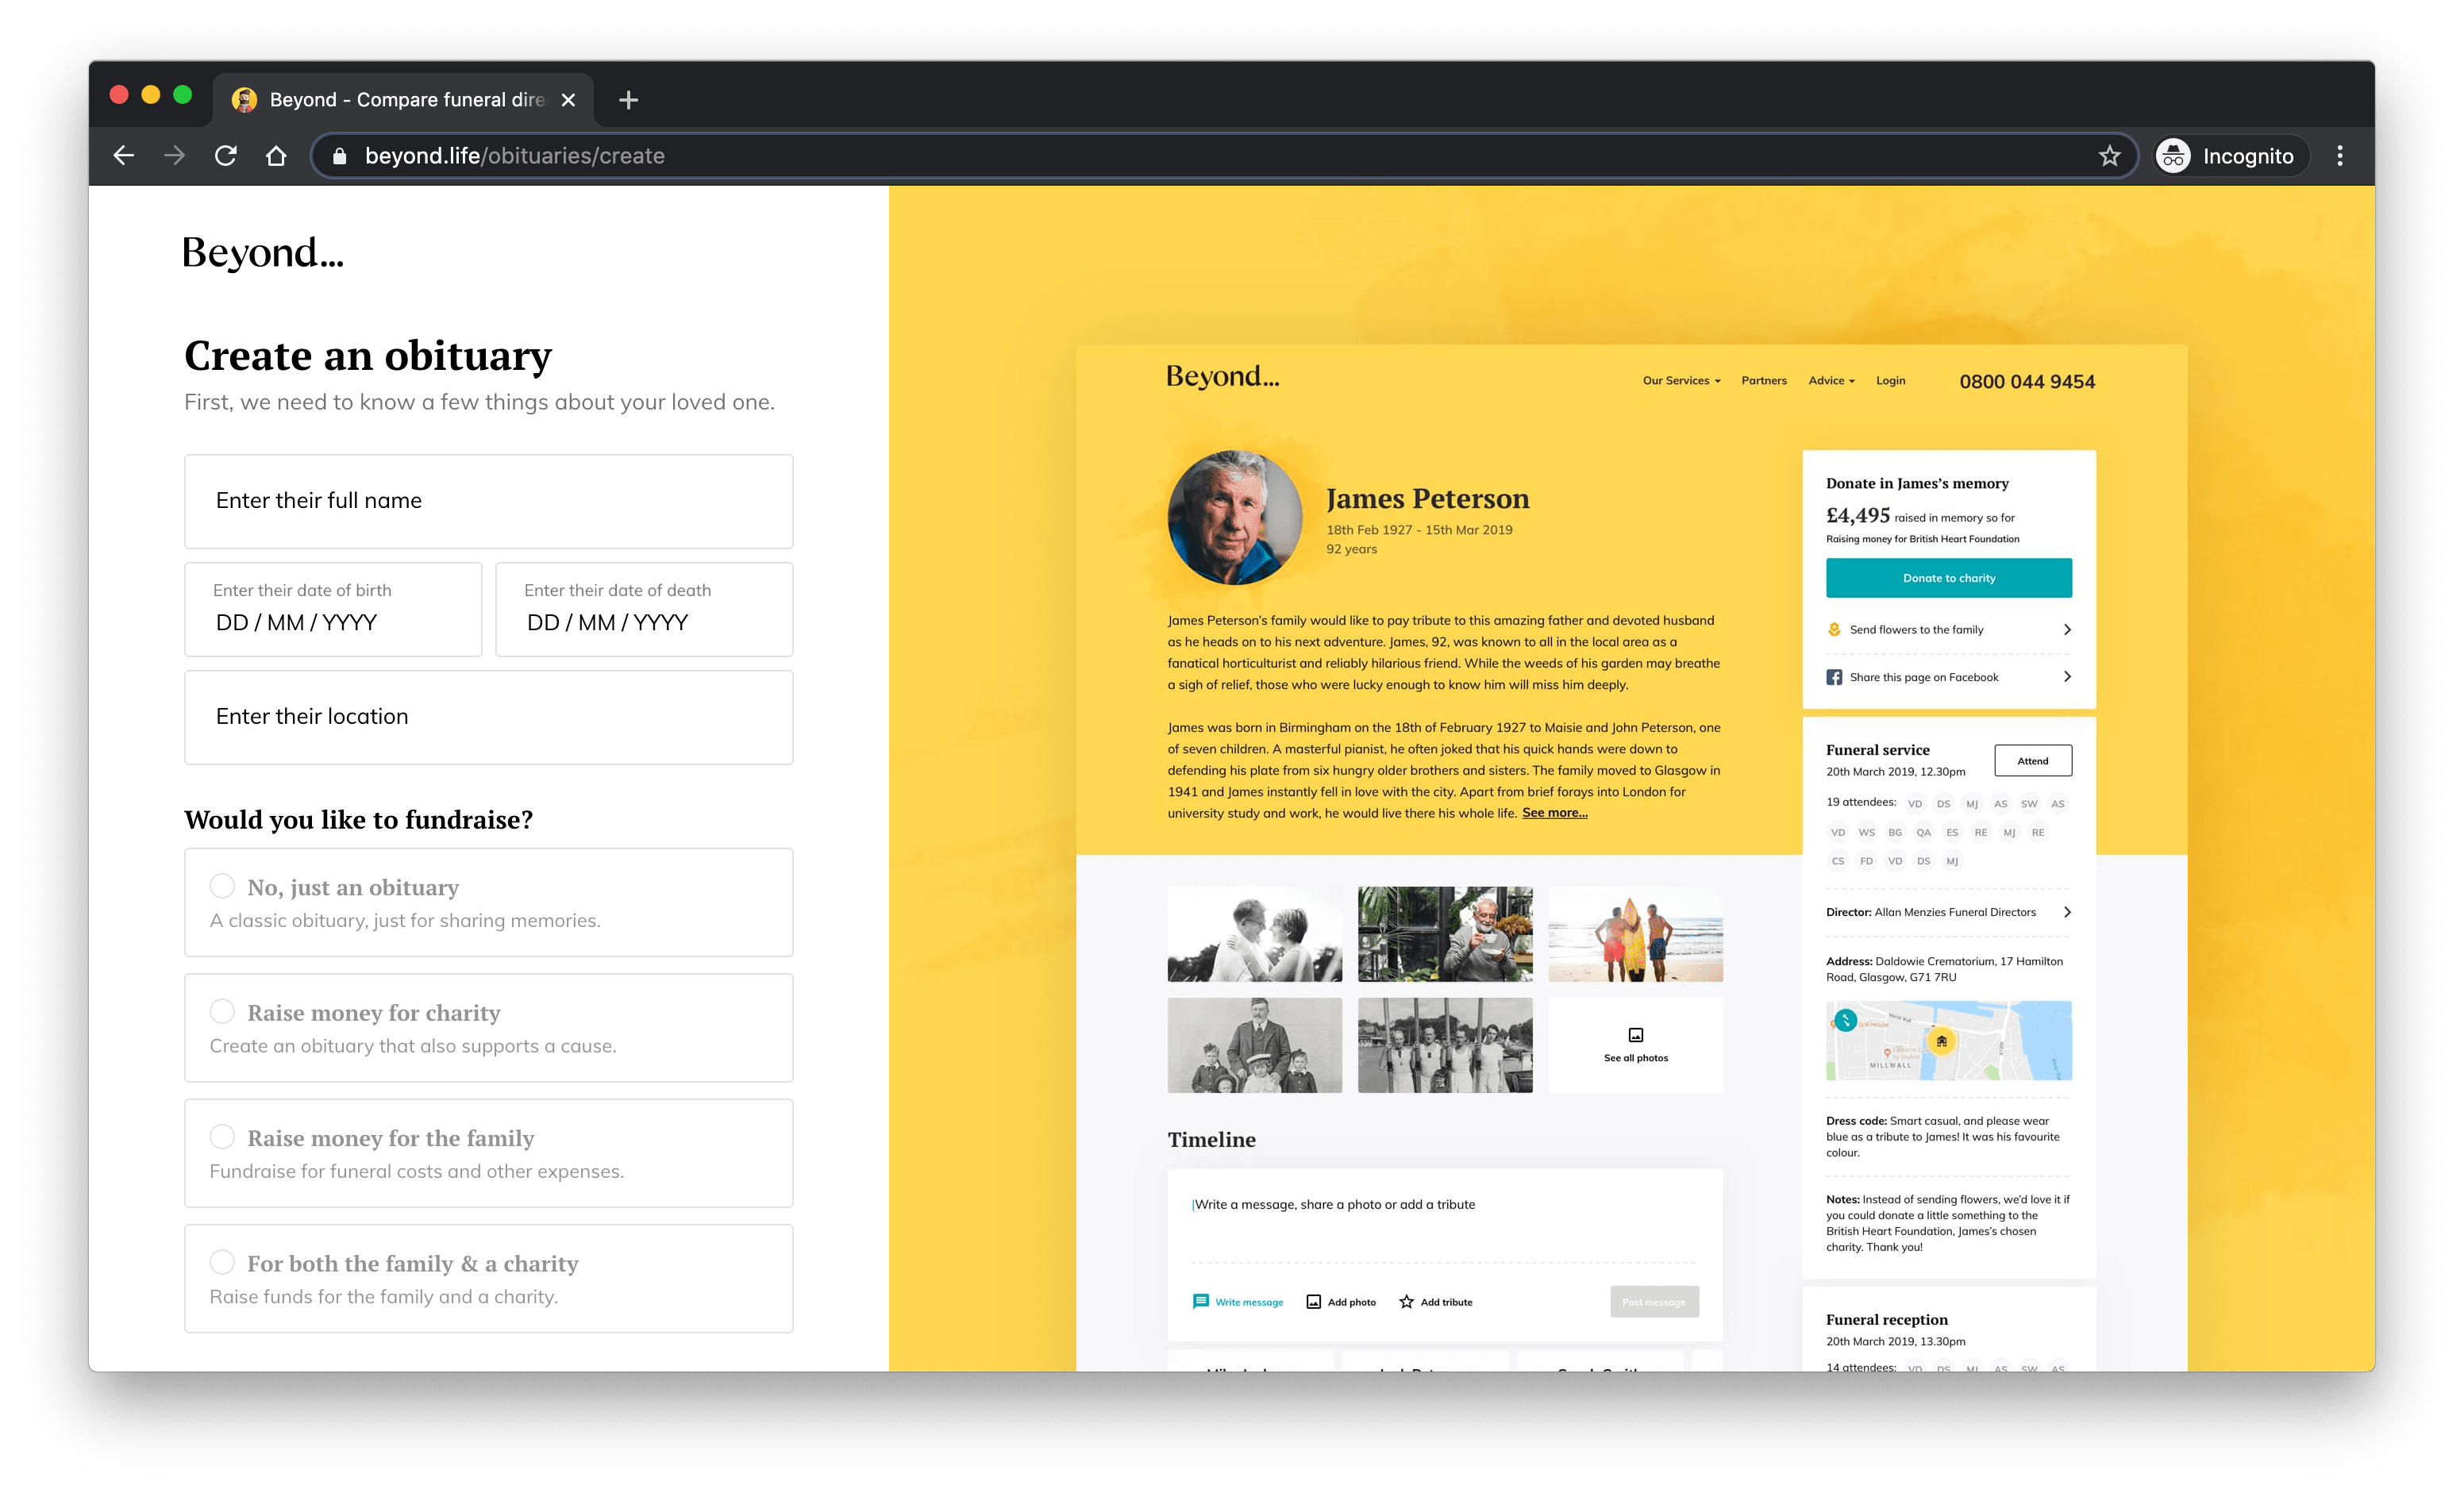 Beyond - Compare funeral dire
beyond.life/obituaries/create
Incognito
Beyond...
Create an obituary
First, we need to know a few things about your loved one.
Enter their full name
Enter their date of birth
DD / MM / YYYY
Enter their date of death
DD / MM / YYYY
Enter their location
Would you like to fundraise?
No, just an obituary
A classic obituary, just for sharing memories.
Raise money for charity
Create an obituary that also supports a cause.
Raise money for the family
Fundraise for funeral costs and other expenses.
For both the family & a charity
Raise funds for the family and a charity.
Beyond...
Our Services
Partners
Advice
Login
0800 044 9454
James Peterson
18th Feb 1927 - 15th Mar 2019
92 years
James Peterson's family would like to pay tribute to this amazing father and devoted husband
as he heads on to his next adventure. James, 92, was known to all in the local area as a
fanatical horticulturist and reliably hilarious friend. While the weeds of his garden may breathe
a sigh of relief, those who were lucky enough to know him will miss him deeply.
James was born in Birmingham on the 18th of February 1927 to Maisie and John Peterson, one
of seven children. A masterful pianist, he often joked that his quick hands were down to
defending his plate from six hungry older brothers and sisters. The family moved to Glasgow in
1941 and James instantly fell in love with the city. Apart from brief forays into London for
university study and work, he would live there his whole life. See more...
See all photos
Timeline
Write a message, share a photo or add a tribute
Write message
Add photo
Add tribute
Post message
Donate in James's memory
£4,495 raised in memory so for
Raising money for British Heart Foundation
Donate to charity
Send flowers to the family
Share this page on Facebook
Funeral service
20th March 2019, 12.30pm
Attend
19 attendees: VD DS MJ AS SW AS
VD WS BG QA ES RE MJ RE
CS FD VD DS MJ
Director: Allan Menzies Funeral Directors
Address: Daldowie Crematorium, 17 Hamilton
Road, Glasgow, G71 7RU
MILLWALL
Dress code: Smart casual, and please wear
blue as a tribute to James! It was his favourite
colour.
Notes: Instead of sending flowers, we'd love it if
you could donate a little something to the
British Heart Foundation, James's chosen
charity. Thank you!
Funeral reception
20th March 2019, 13.30pm
14 attendees: VD DS MJ AS SW AS